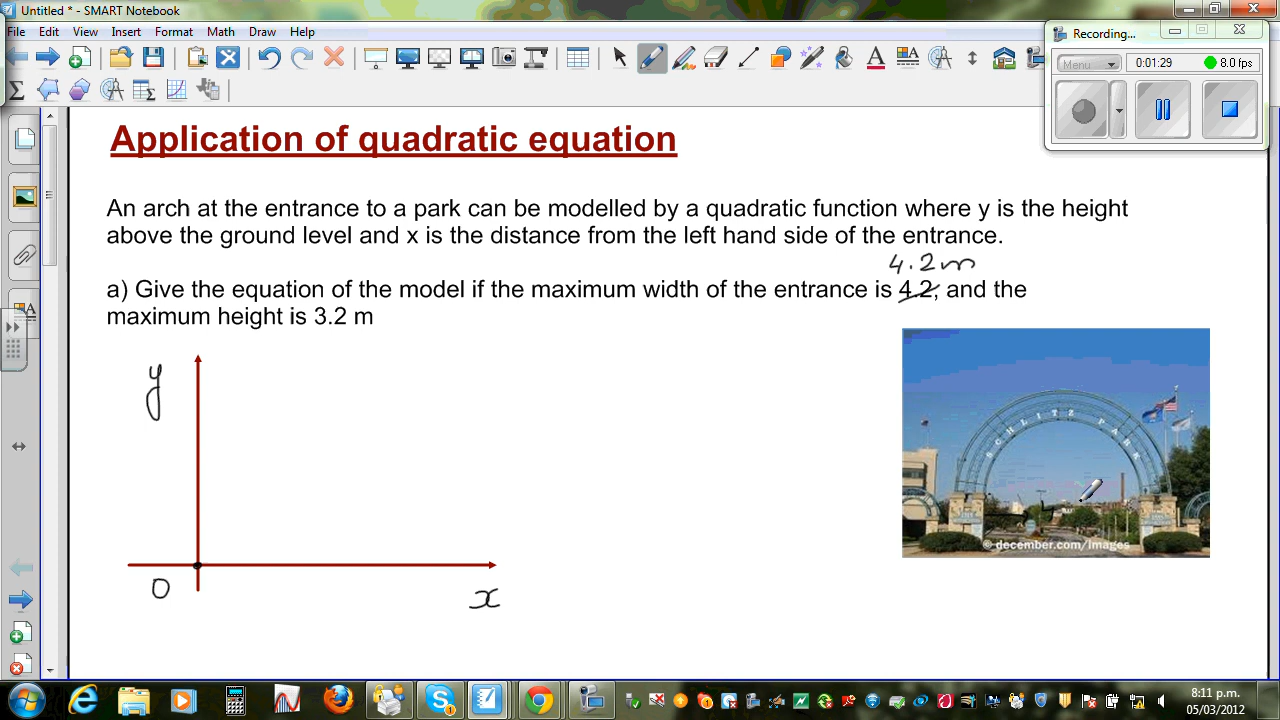 Untitled * - SMART Notebook
File Edit View Insert Format Math Draw Help
Recording...
Menu 0:01:29 8.0 fps
Application of quadratic equation
An arch at the entrance to a park can be modelled by a quadratic function where y is the height
above the ground level and x is the distance from the left hand side of the entrance.
4.2m
a) Give the equation of the model if the maximum width of the entrance is 4.2, and the
maximum height is 3.2 m
y
SCHLITZ PARK
© december.com/images
0
x
8:11 p.m.
05/03/2012